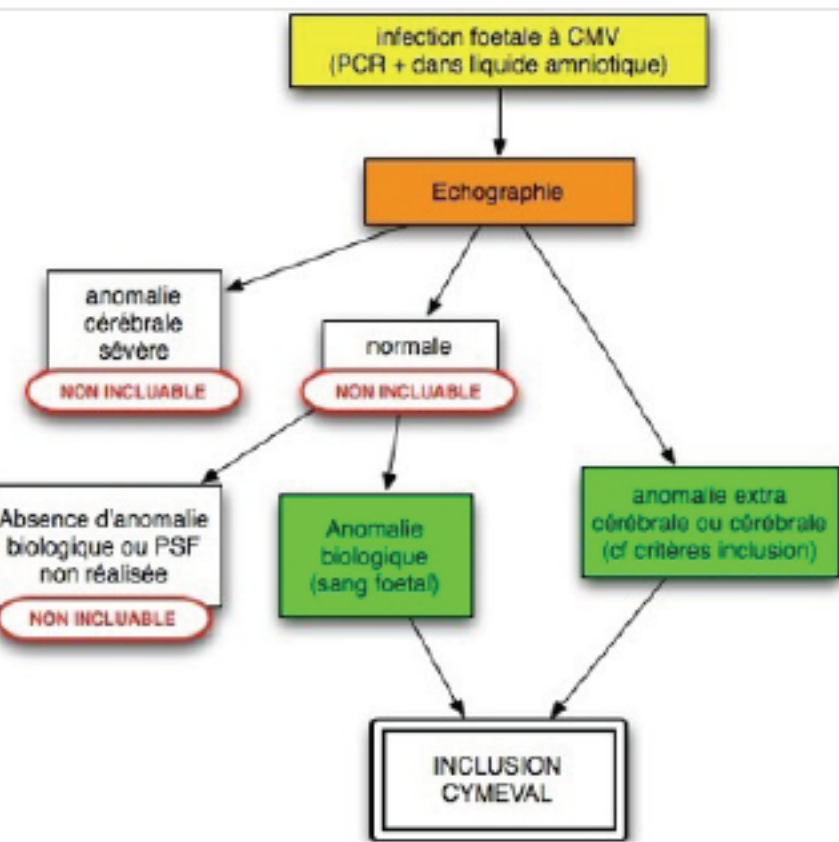 infection foetale à CMV
(PCR + dans liquide amniotique)
Echographie
anomalie
cérébrale
sévère
NON INCLUABLE
normale
NON INCLUABLE
Absence d'anomalie
biologique ou PSF
non réalisée
NON INCLUABLE
Anomalie
biologique
(sang foetal)
anomalie extra
cérébrale ou cérébrale
(cf critères inclusion)
INCLUSION
CYMEVAL